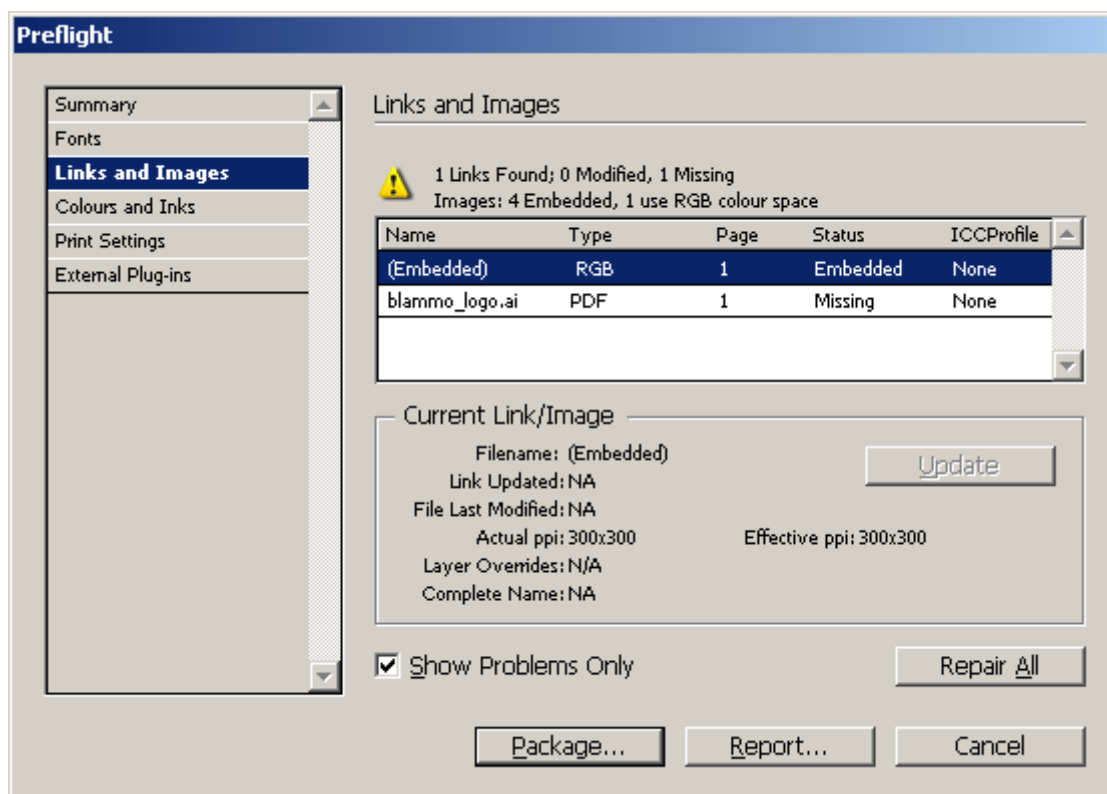 Preflight
Summary
Fonts
Links and Images
Colours and Inks
Print Settings
External Plug-ins
Links and Images
1 Links Found; 0 Modified, 1 Missing
Images: 4 Embedded, 1 use RGB colour space
Name Type Page Status ICCProfile
(Embedded) RGB 1 Embedded None
blammo_logo.ai PDF 1 Missing None
Current Link/Image
Filename: (Embedded)
Update
Link Updated: NA
File Last Modified: NA
Actual ppi: 300x300 Effective ppi: 300x300
Layer Overrides: N/A
Complete Name: NA
Show Problems Only
Repair All
Package... Report... Cancel